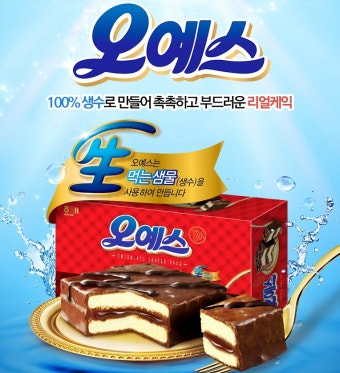 오예스
100% 생수로 만들어 촉촉하고 부드러운 리얼케익
生
오예스는
먹는샘물(생수)을
사용하여 만듭니다
해태
오예스